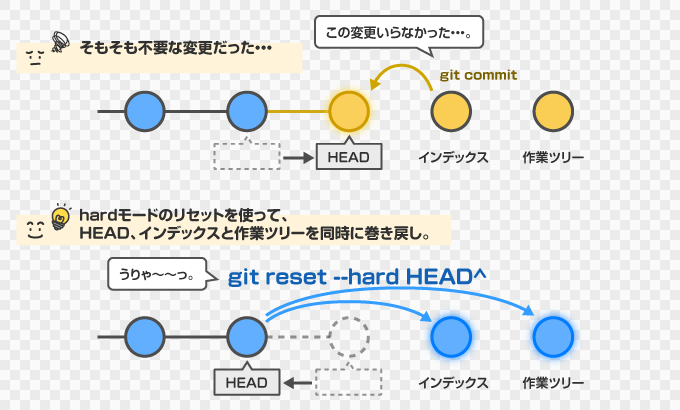 この変更いらなかった･･･。
そもそも不要な変更だった･･･
git commit
HEAD
インデックス
作業ツリー
hardモードのリセットを使って、
HEAD、インデックスと作業ツリーを同時に巻き戻し。
うりゃ〜〜っ。
git reset --hard HEAD^
HEAD
インデックス
作業ツリー